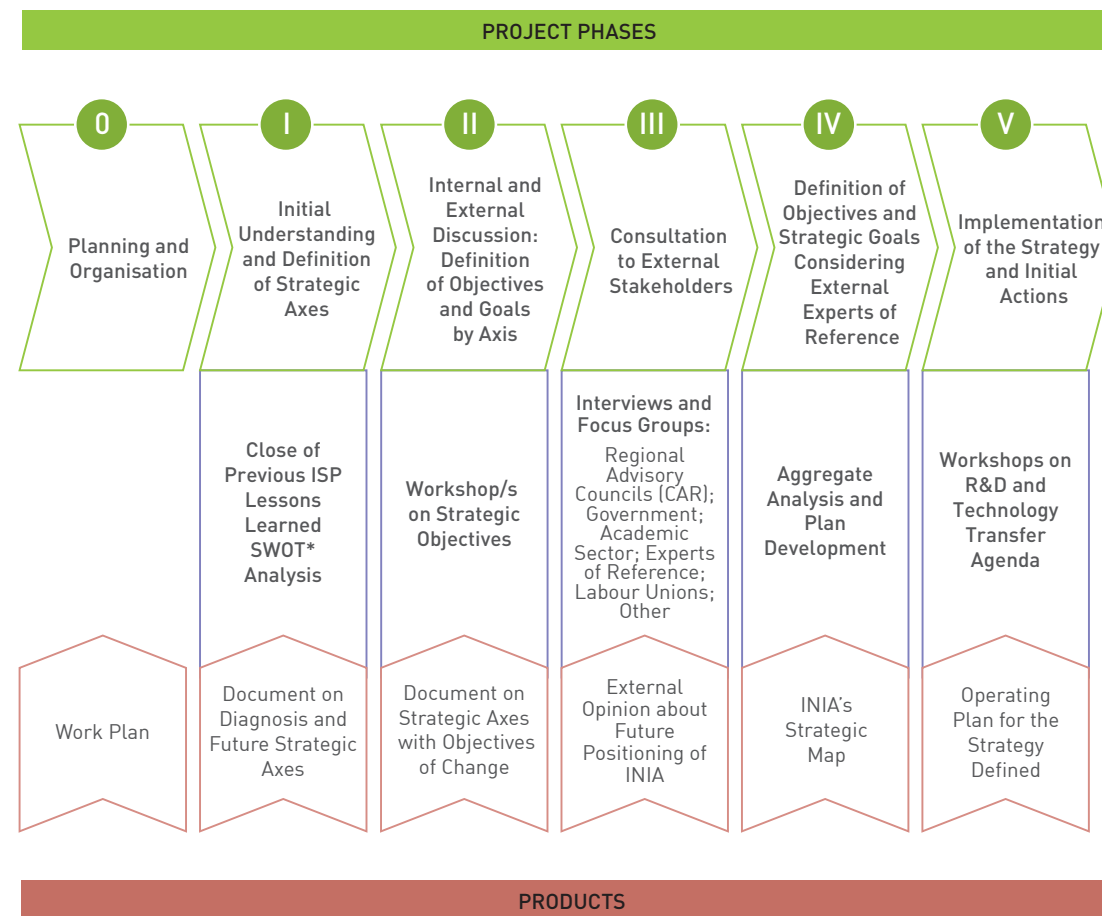 PROJECT PHASES
0
Planning and
Organisation
I
Initial
Understanding
and Definition
of Strategic
Axes
II
Internal and
External
Discussion:
Definition
of Objectives
and Goals
by Axis
III
Consultation
to External
Stakeholders
IV
Definition of
Objectives and
Strategic Goals
Considering
External
Experts of
Reference
V
Implementation
of the Strategy
and Initial
Actions
Close of
Previous ISP
Lessons
Learned
SWOT*
Analysis
Workshop/s
on Strategic
Objectives
Interviews and
Focus Groups:
Regional
Advisory
Councils (CAR);
Government;
Academic
Sector; Experts
of Reference;
Labour Unions;
Other
Aggregate
Analysis and
Plan
Development
Workshops on
R&D and
Technology
Transfer
Agenda
Work Plan
Document on
Diagnosis and
Future Strategic
Axes
Document on
Strategic Axes
with Objectives
of Change
External
Opinion about
Future
Positioning of
INIA
INIA's
Strategic
Map
Operating
Plan for the
Strategy
Defined
PRODUCTS